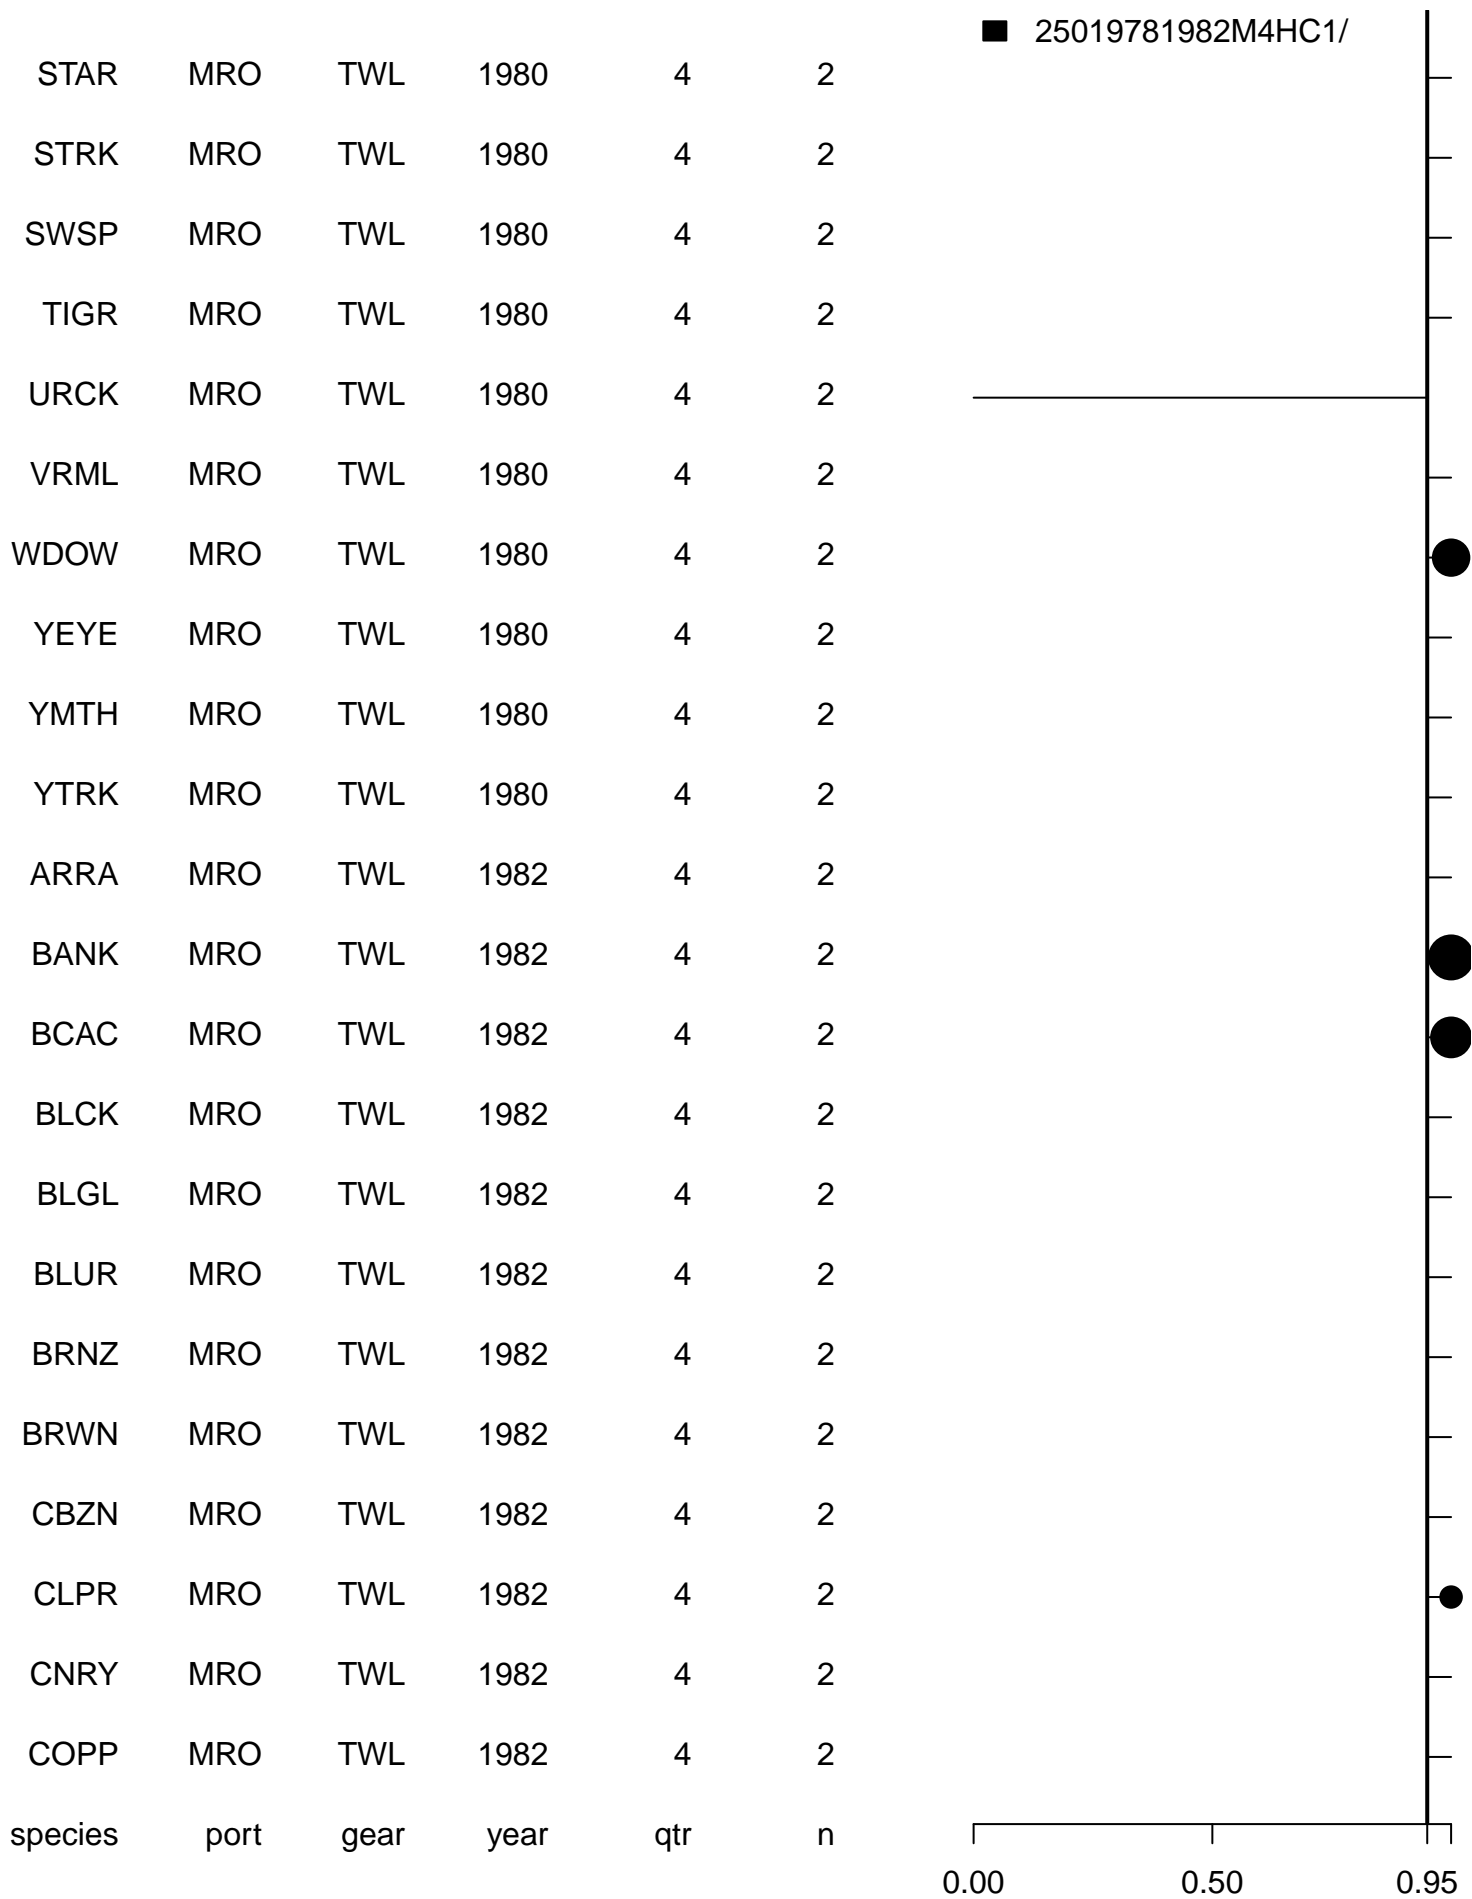 25019781982M4HC1/
STAR MRO TWL 1980 4 2
STRK MRO TWL 1980 4 2
SWSP MRO TWL 1980 4 2
TIGR MRO TWL 1980 4 2
URCK MRO TWL 1980 4 2
VRML MRO TWL 1980 4 2
WDOW MRO TWL 1980 4 2
YEYE MRO TWL 1980 4 2
YMTH MRO TWL 1980 4 2
YTRK MRO TWL 1980 4 2
ARRA MRO TWL 1982 4 2
BANK MRO TWL 1982 4 2
BCAC MRO TWL 1982 4 2
BLCK MRO TWL 1982 4 2
BLGL MRO TWL 1982 4 2
BLUR MRO TWL 1982 4 2
BRNZ MRO TWL 1982 4 2
BRWN MRO TWL 1982 4 2
CBZN MRO TWL 1982 4 2
CLPR MRO TWL 1982 4 2
CNRY MRO TWL 1982 4 2
COPP MRO TWL 1982 4 2
species port gear year qtr n
0.00 0.50 0.95